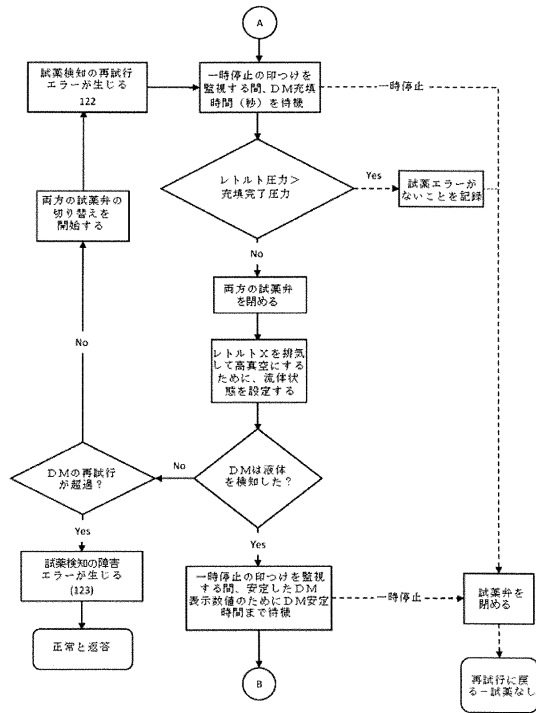 A
試薬検知の再試行
エラーが生じる
122
一時停止の印つけを
監視する間、DM充填
時間（秒）を待機
一時停止
レトルト圧力＞
充填完了圧力
Yes
試薬エラーが
ないことを記録
両方の試薬弁の
切り替えを
開始する
No
両方の試薬弁
を閉める
No
レトルトXを排気
して高真空にする
ために、流体状
態を設定する
DMの再試行
が超過？
No
DMは液体
を検知した？
Yes
Yes
試薬検知の障害
エラーが生じる
(123)
一時停止の印つけを監視
する間、安定したDM
表示数値のためにDM安定
時間まで待機
一時停止
試薬弁を
閉める
正常と返答
B
再試行に戻
る－試薬なし